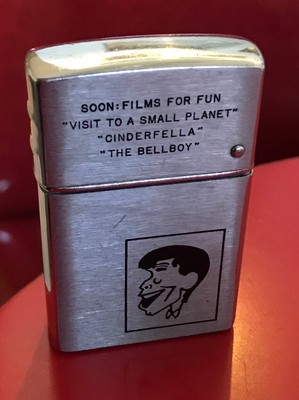 SOON: FILMS FOR FUN
"VISIT TO A SMALL PLANET"
"CINDERFELLA"
"THE BELLBOY"